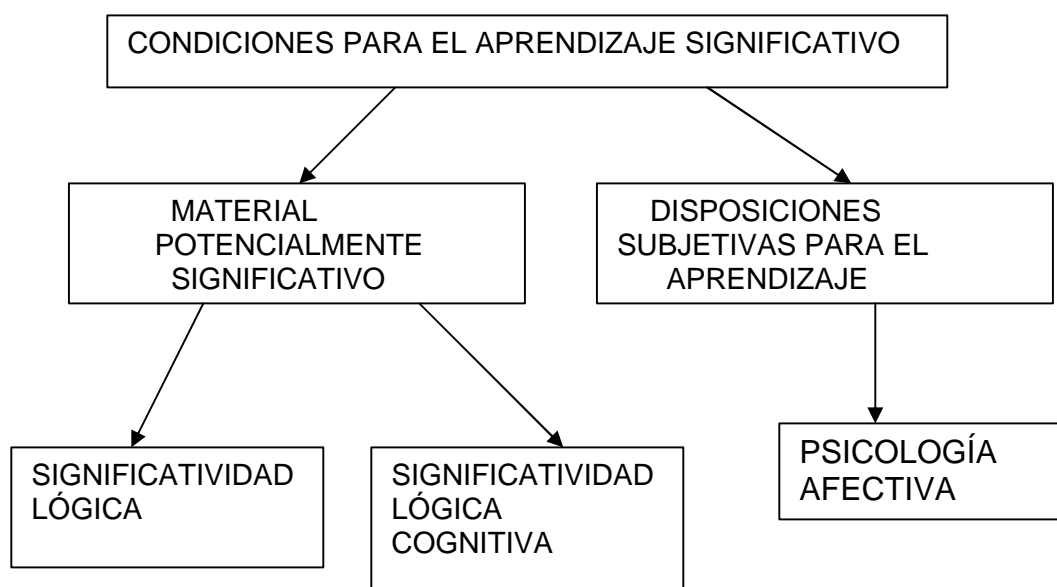 CONDICIONES PARA EL APRENDIZAJE SIGNIFICATIVO
MATERIAL
POTENCIALMENTE
SIGNIFICATIVO
DISPOSICIONES
SUBJETIVAS PARA EL
APRENDIZAJE
SIGNIFICATIVIDAD
LÓGICA
SIGNIFICATIVIDAD
LÓGICA
COGNITIVA
PSICOLOGÍA
AFECTIVA